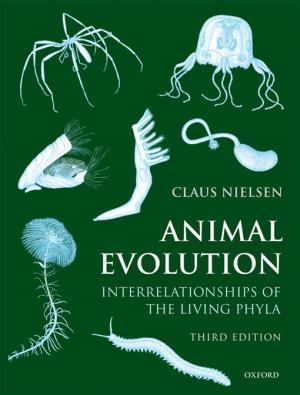 CLAUS NIELSEN
ANIMAL
EVOLUTION
INTERRELATIONSHIPS OF
THE LIVING PHYLA
THIRD EDITION
OXFORD